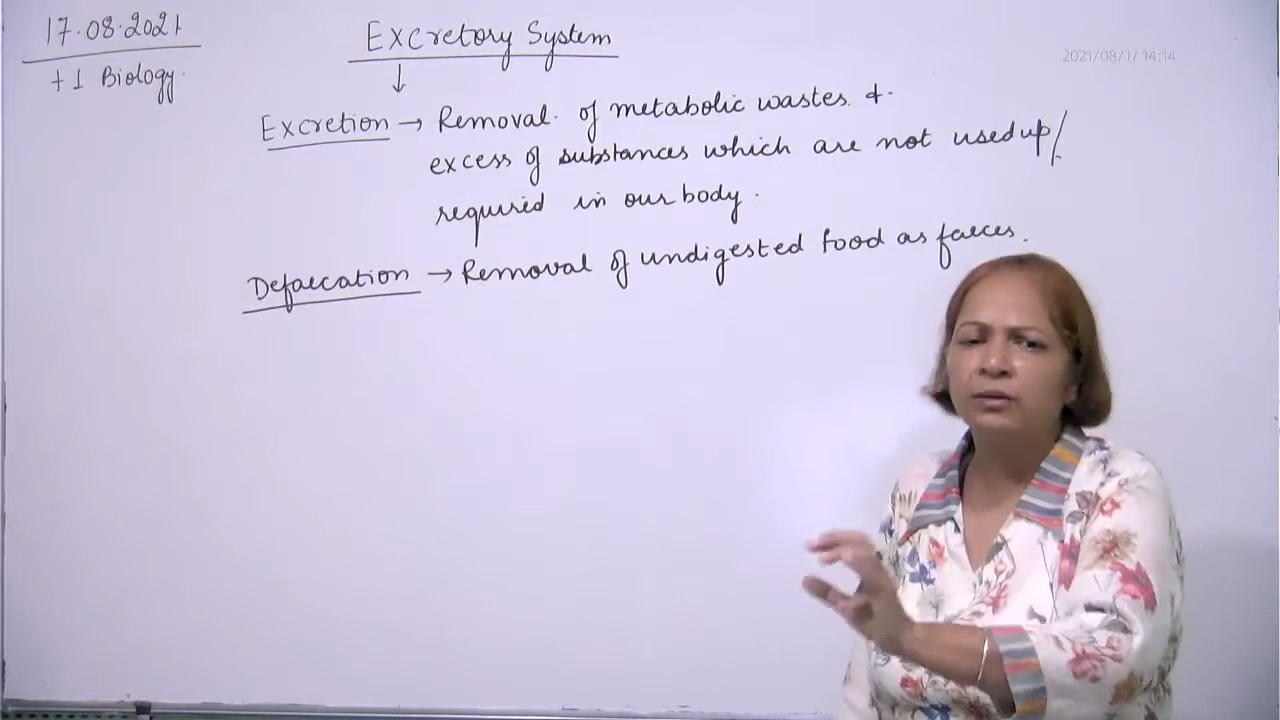 17.08.2021
+1 Biology.
Excretory System
2021/08/17 14:14
Excretion → Removal. of metabolic wastes. &.
excess of substances which are not used up/
required in our body.
Defaecation → Removal of undigested food as faeces.